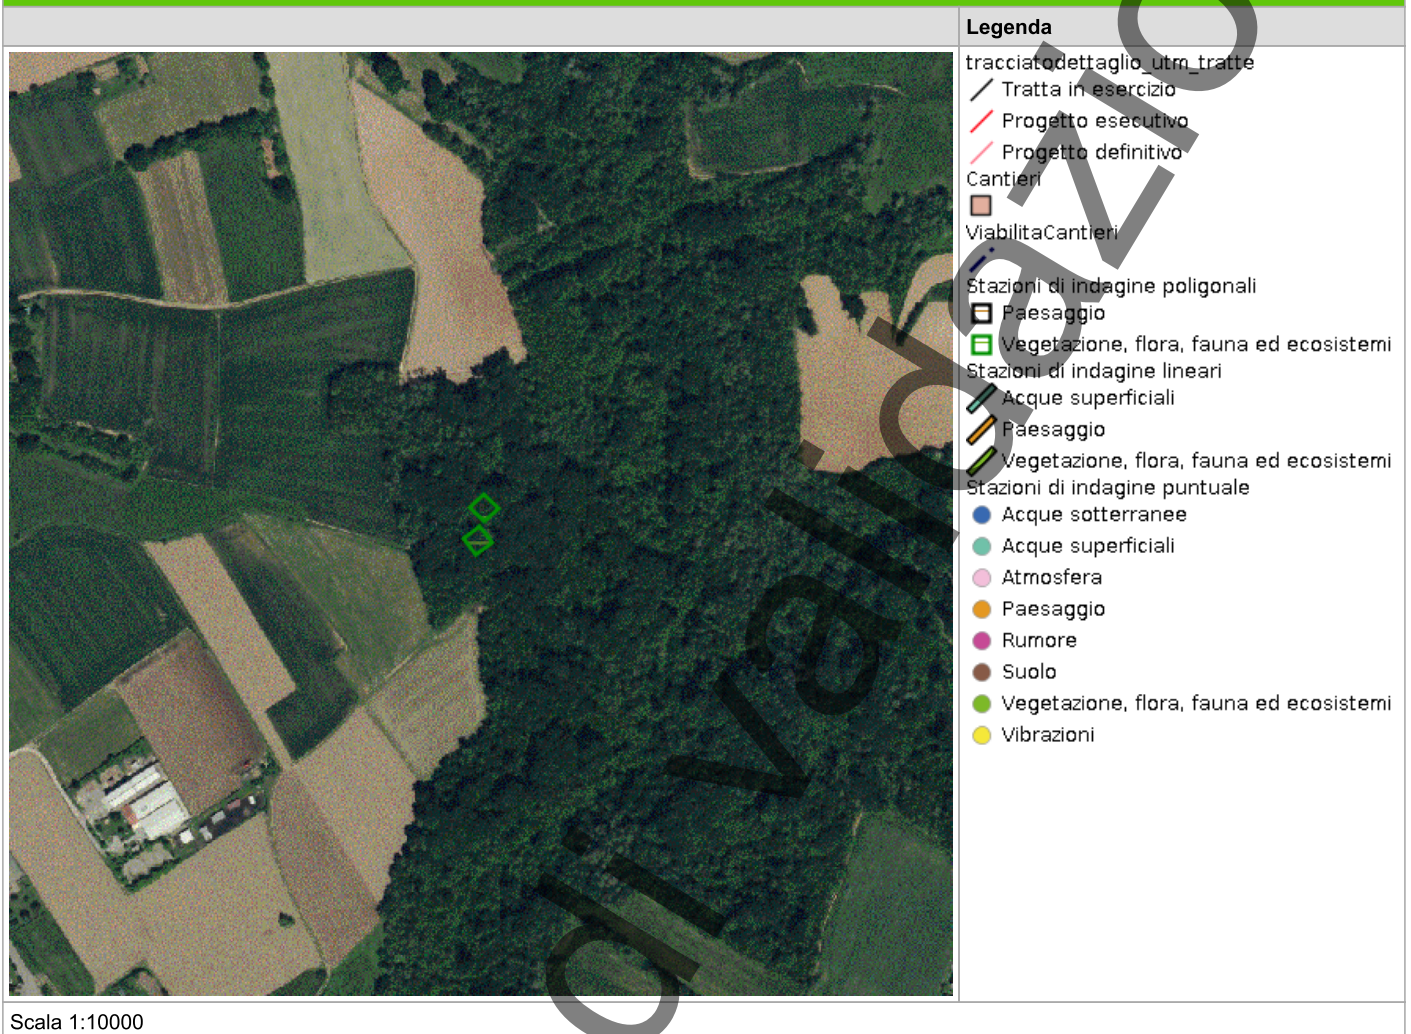 Legenda
tracciatodettaglio_utm_tratte
Tratta in esercizio
Progetto esecutivo
Progetto definitivo
Cantieri
ViabilitaCantieri
Stazioni di indagine poligonali
Paesaggio
Vegetazione, flora, fauna ed ecosistemi
Stazioni di indagine lineari
Acque superficiali
Paesaggio
Vegetazione, flora, fauna ed ecosistemi
Stazioni di indagine puntuale
Acque sotterranee
Acque superficiali
Atmosfera
Paesaggio
Rumore
Suolo
Vegetazione, flora, fauna ed ecosistemi
Vibrazioni
Scala 1:10000
di validazio